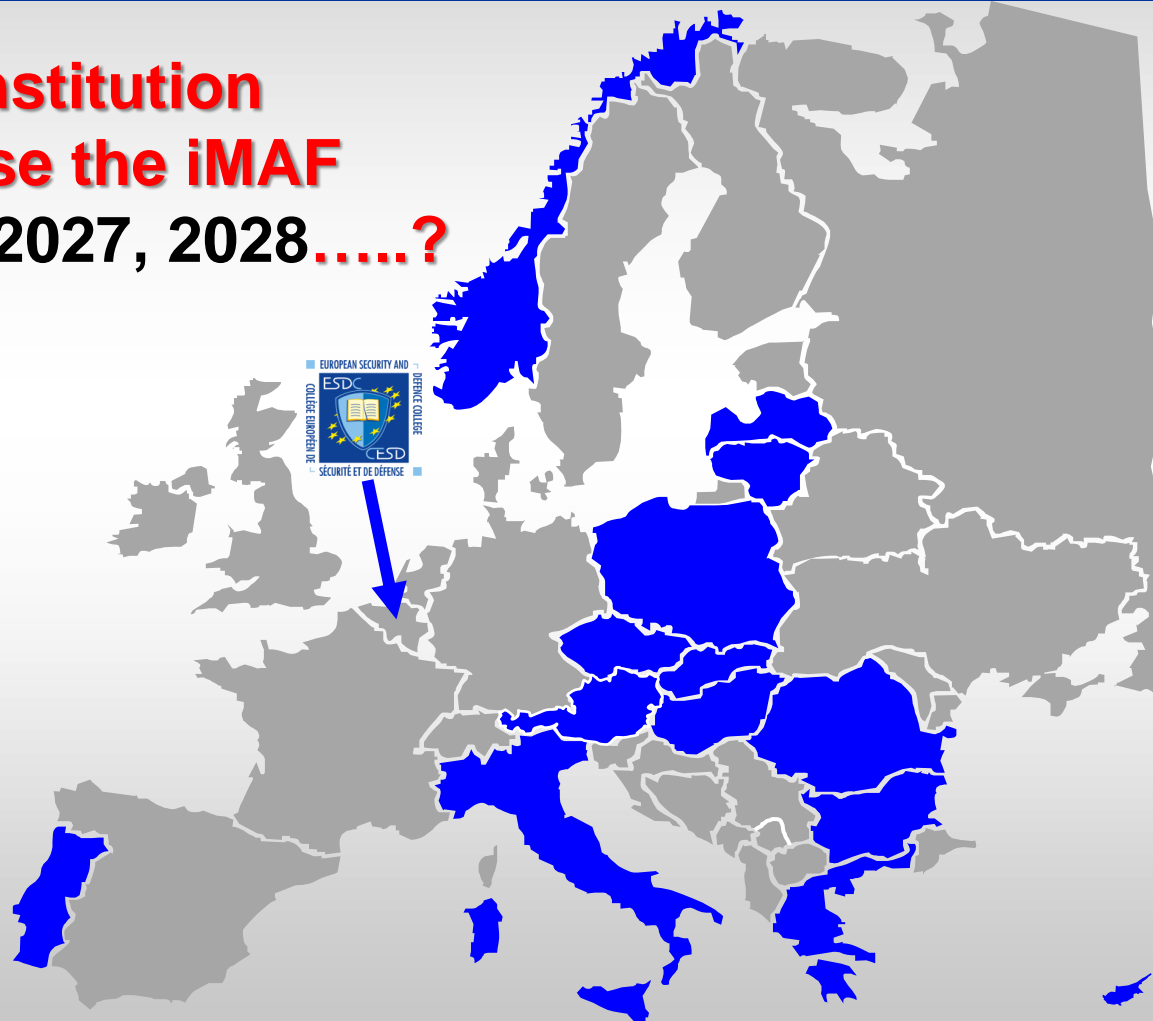 nstitution
se the iMAF
2027, 2028.....?
EUROPEAN SECURITY AND
DEFENCE COLLEGE
ESDC
CESD
COLLÈGE EUROPÉEN DE
SÉCURITÉ ET DE DÉFENSE